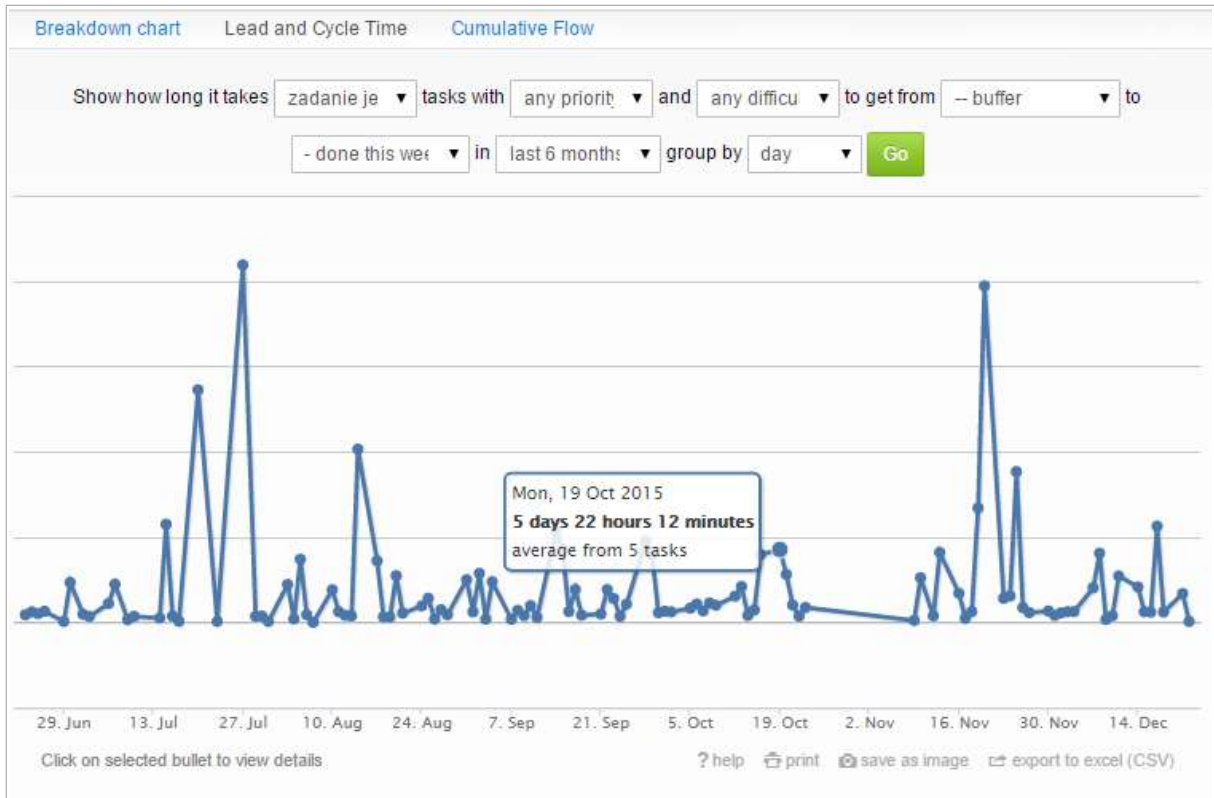 Breakdown chart Lead and Cycle Time Cumulative Flow
Show how long it takes zadanie je tasks with any priorit and any difficu to get from -- buffer to
- done this wee in last 6 months group by day Go
Mon, 19 Oct 2015
5 days 22 hours 12 minutes
average from 5 tasks
29. Jun 13. Jul 27. Jul 10. Aug 24. Aug 7. Sep 21. Sep 5. Oct 19. Oct 2. Nov 16. Nov 30. Nov 14. Dec
Click on selected bullet to view details ? help print save as image export to excel (CSV)